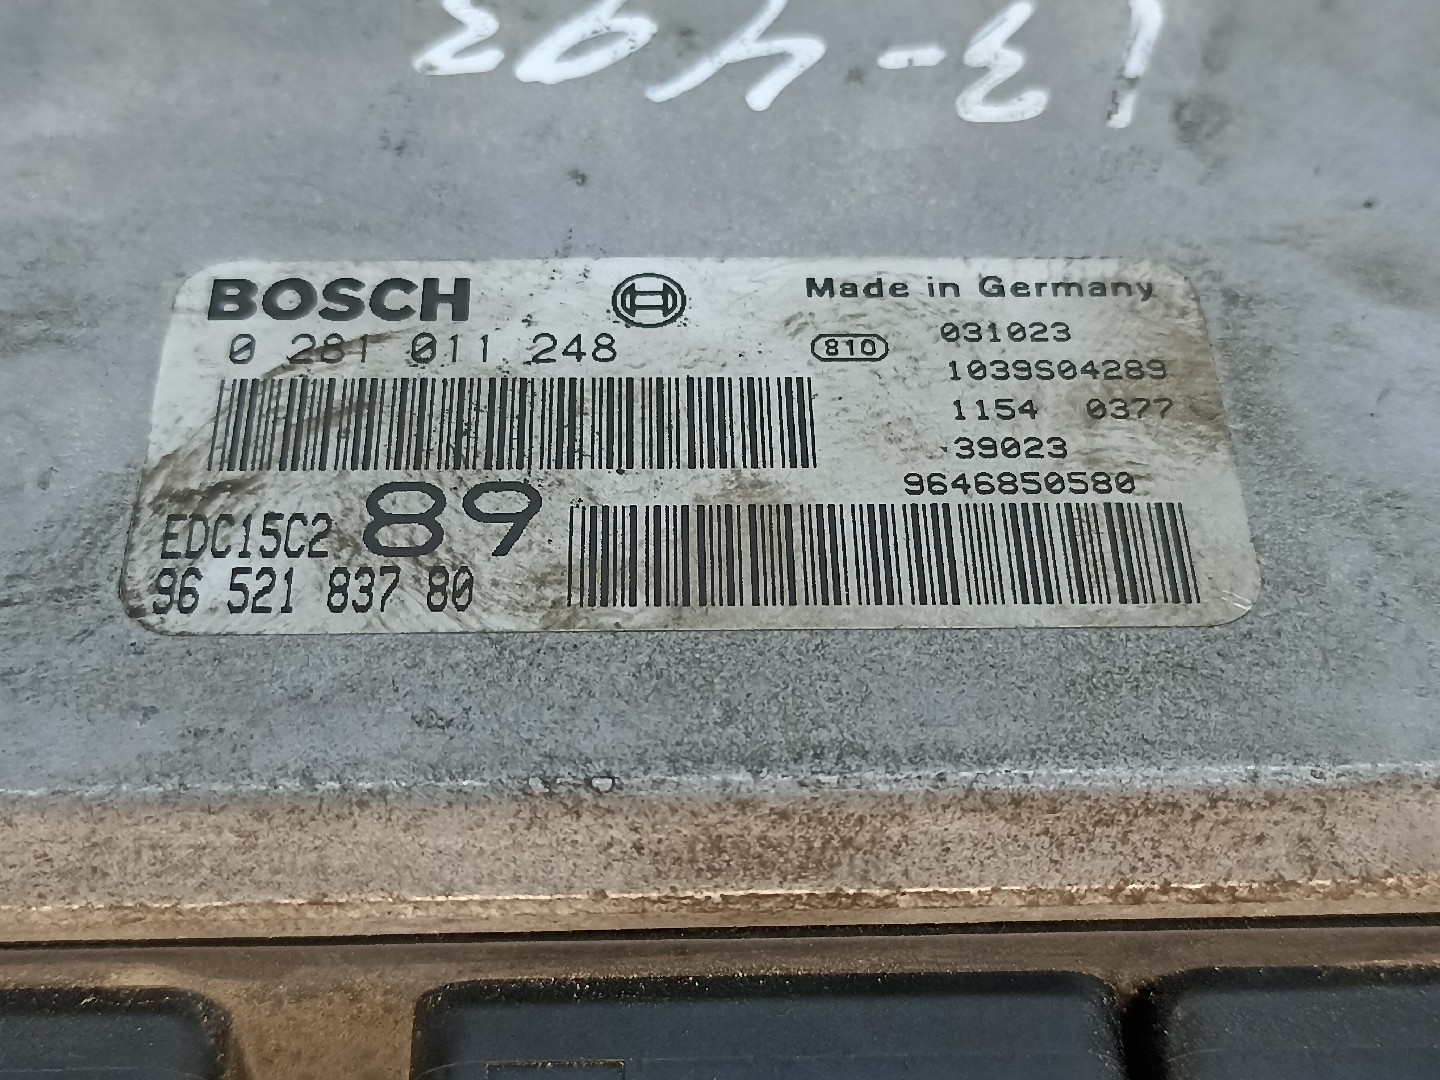 13-492
BOSCH
Made in Germany
0 281 011 248
810
031023
1039S04289
1154 0377
39023
9646850580
EDC15C2 89
96 521 837 80